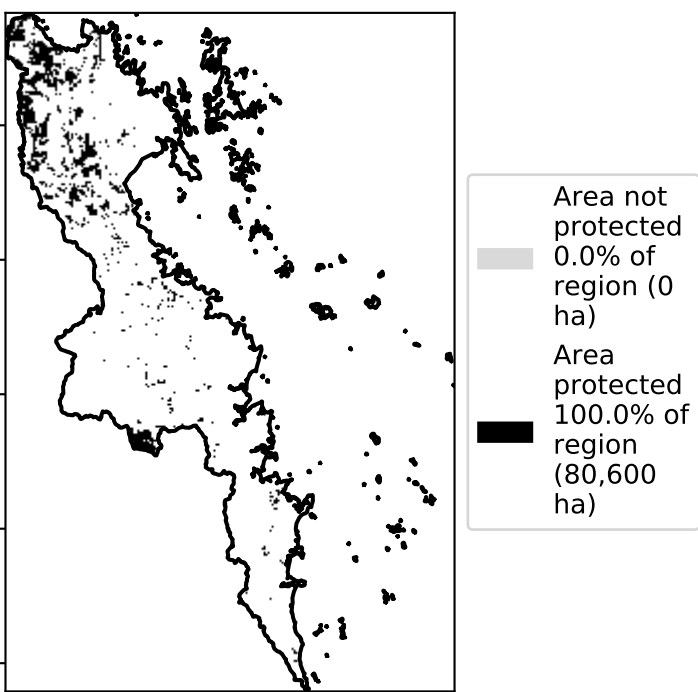 Area not
protected
0.0% of
region (0
ha)
Area
protected
100.0% of
region
(80,600
ha)